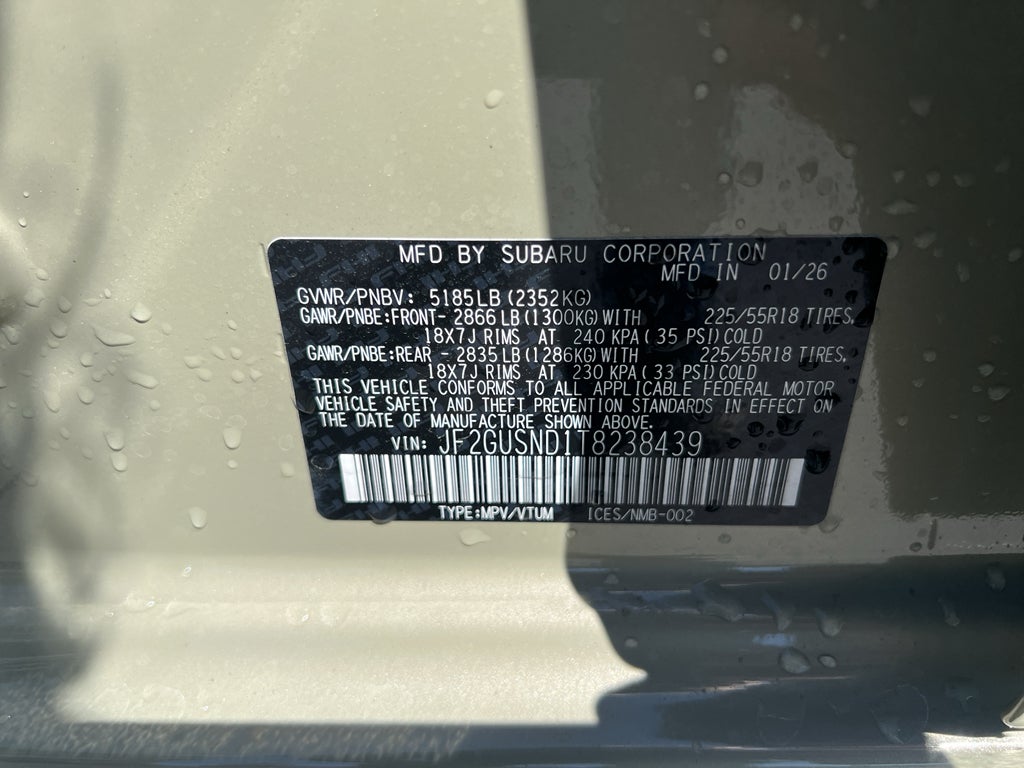 MFD BY SUBARU CORPORATION
MFD IN 01/26
GVWR/PNBV: 5185LB (2352KG)
GAWR/PNBE:FRONT- 2866 LB (1300KG) WITH 225/55R18 TIRES,
18X7J RIMS AT 240 KPA ( 35 PSI) COLD
GAWR/PNBE:REAR - 2835 LB (1286KG) WITH 225/55R18 TIRES,
18X7J RIMS AT 230 KPA ( 33 PSI) COLD
THIS VEHICLE CONFORMS TO ALL APPLICABLE FEDERAL MOTOR
VEHICLE SAFETY AND THEFT PREVENTION STANDARDS IN EFFECT ON
THE DATE OF MANUFACTURE SHOWN ABOVE.
VIN: JF2GUSND1T8238439
TYPE:MPV/VTUM ICES/NMB-002